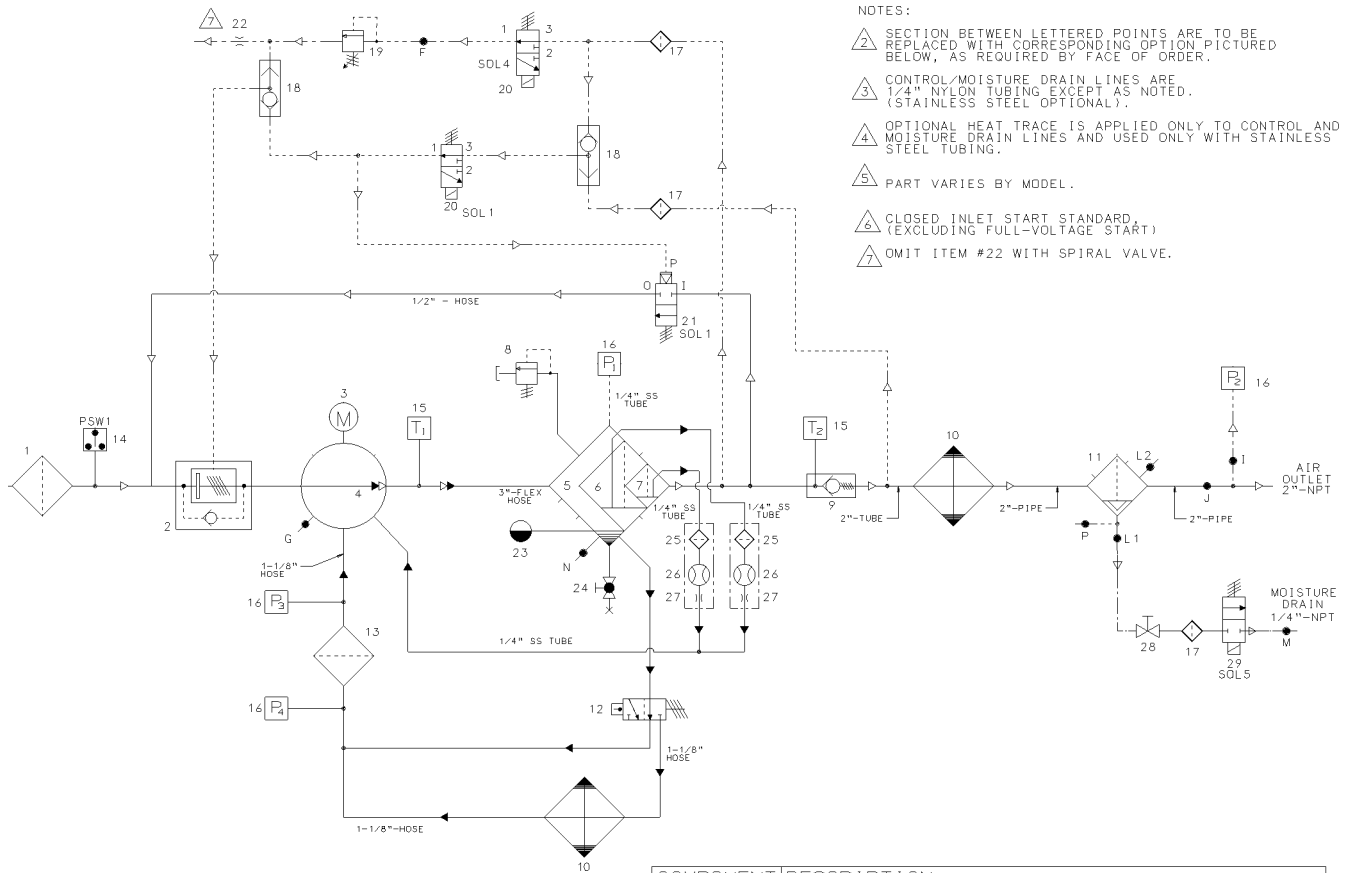 NOTES:
2 SECTION BETWEEN LETTERED POINTS ARE TO BE
REPLACED WITH CORRESPONDING OPTION PICTURED
BELOW, AS REQUIRED BY FACE OF ORDER.
3 CONTROL/MOISTURE DRAIN LINES ARE
1/4" NYLON TUBING EXCEPT AS NOTED.
(STAINLESS STEEL OPTIONAL).
4 OPTIONAL HEAT TRACE IS APPLIED ONLY TO CONTROL AND
MOISTURE DRAIN LINES AND USED ONLY WITH STAINLESS
STEEL TUBING.
5 PART VARIES BY MODEL.
6 CLOSED INLET START STANDARD,
(EXCLUDING FULL-VOLTAGE START)
7 OMIT ITEM #22 WITH SPIRAL VALVE.
7 22
19
F
1 3
2
SOL4
20
17
18
1 3
2
20
SOL1
18
17
P
O I
21
SOL1
1/2" - HOSE
8
16
P1
1/4" SS
TUBE
3
M
15
T1
PSW1
14
1
2
4
G
3"-FLEX
HOSE
5 6 7
1/4" SS
TUBE
1/4" SS
TUBE
T2 15
9
2"-TUBE
10
2"-PIPE
11
L2
P2 16
I
J
AIR
OUTLET
2"-NPT
2"-PIPE
P
L1
23
N
24
25
26
27
25
26
27
1-1/8"
HOSE
16 P3
13
1/4" SS TUBE
16 P4
12
1-1/8"
HOSE
1-1/8"-HOSE
10
28
17
29
SOL5
MOISTURE
DRAIN
1/4"-NPT
M
COMPONENT DESCRIPTION